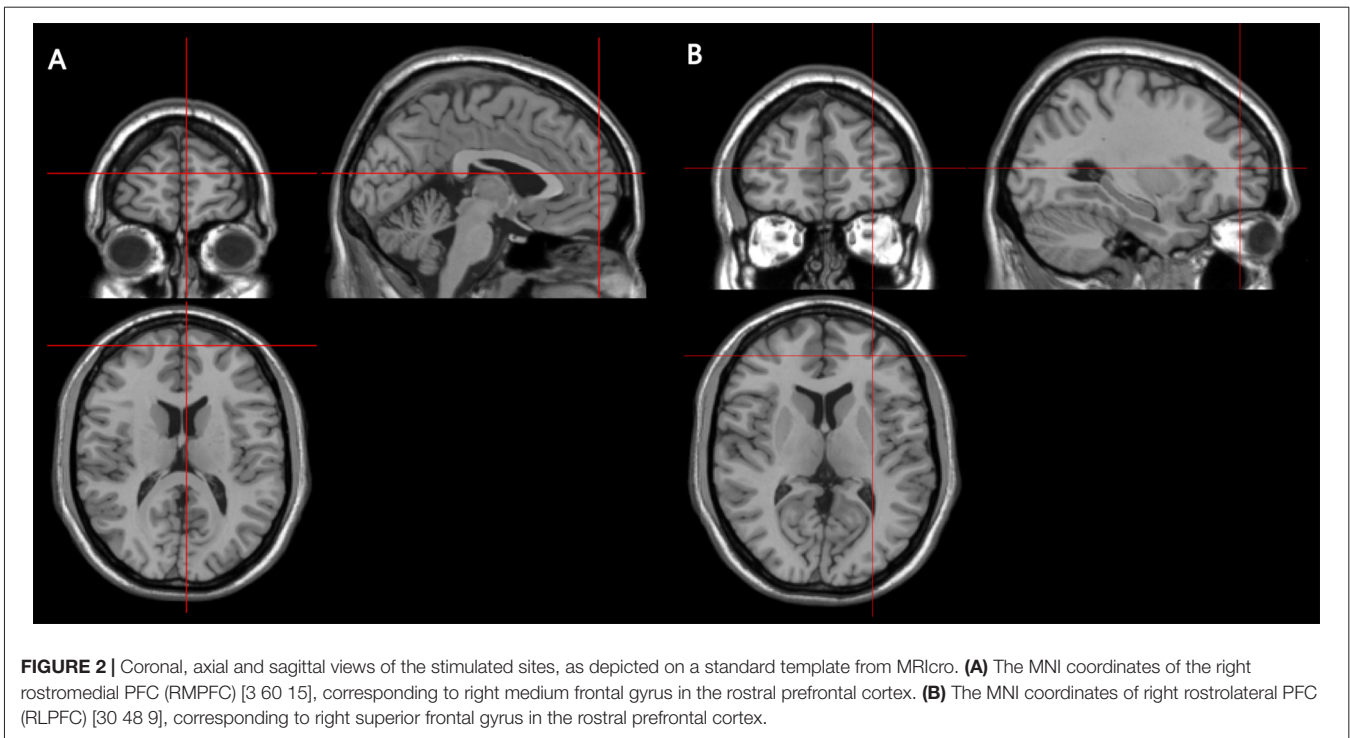 A
B
FIGURE 2 | Coronal, axial and sagittal views of the stimulated sites, as depicted on a standard template from MRIcro. (A) The MNI coordinates of the right
rostromedial PFC (RMPFC) [3 60 15], corresponding to right medium frontal gyrus in the rostral prefrontal cortex. (B) The MNI coordinates of right rostrolateral PFC
(RLPFC) [30 48 9], corresponding to right superior frontal gyrus in the rostral prefrontal cortex.